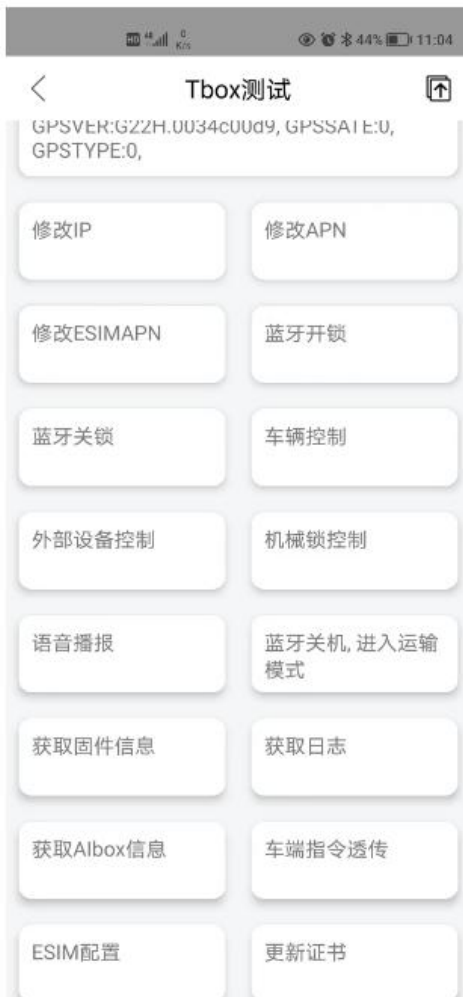 HD 4G 0 K/s 44% 11:04
Tbox测试
GPSVER:G22H.0034c00d9, GPSSATE:0,
GPSTYPE:0,
修改IP 修改APN
修改ESIMAPN 蓝牙开锁
蓝牙关锁 车辆控制
外部设备控制 机械锁控制
语音播报 蓝牙关机, 进入运输
模式
获取固件信息 获取日志
获取AIbox信息 车端指令透传
ESIM配置 更新证书